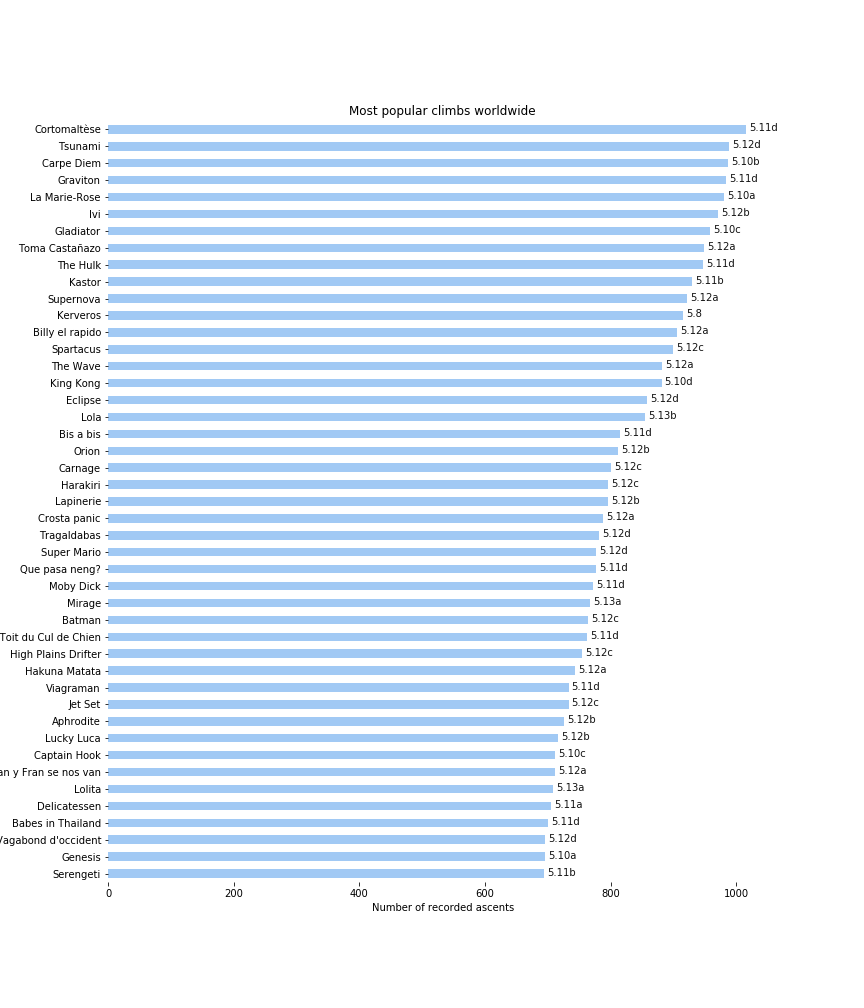 Most popular climbs worldwide
Cortomaltèse 5.11d
Tsunami 5.12d
Carpe Diem 5.10b
Graviton 5.11d
La Marie-Rose 5.10a
Ivi 5.12b
Gladiator 5.10c
Toma Castañazo 5.12a
The Hulk 5.11d
Kastor 5.11b
Supernova 5.12a
Kerveros 5.8
Billy el rapido 5.12a
Spartacus 5.12c
The Wave 5.12a
King Kong 5.10d
Eclipse 5.12d
Lola 5.13b
Bis a bis 5.11d
Orion 5.12b
Carnage 5.12c
Harakiri 5.12c
Lapinerie 5.12b
Crosta panic 5.12a
Tragaldabas 5.12d
Super Mario 5.12d
Que pasa neng? 5.11d
Moby Dick 5.11d
Mirage 5.13a
Batman 5.12c
Toit du Cul de Chien 5.11d
High Plains Drifter 5.12c
Hakuna Matata 5.12a
Viagraman 5.11d
Jet Set 5.12c
Aphrodite 5.12b
Lucky Luca 5.12b
Captain Hook 5.10c
an y Fran se nos van 5.12a
Lolita 5.13a
Delicatessen 5.11a
Babes in Thailand 5.11d
Vagabond d'occident 5.12d
Genesis 5.10a
Serengeti 5.11b
0 200 400 600 800 1000
Number of recorded ascents